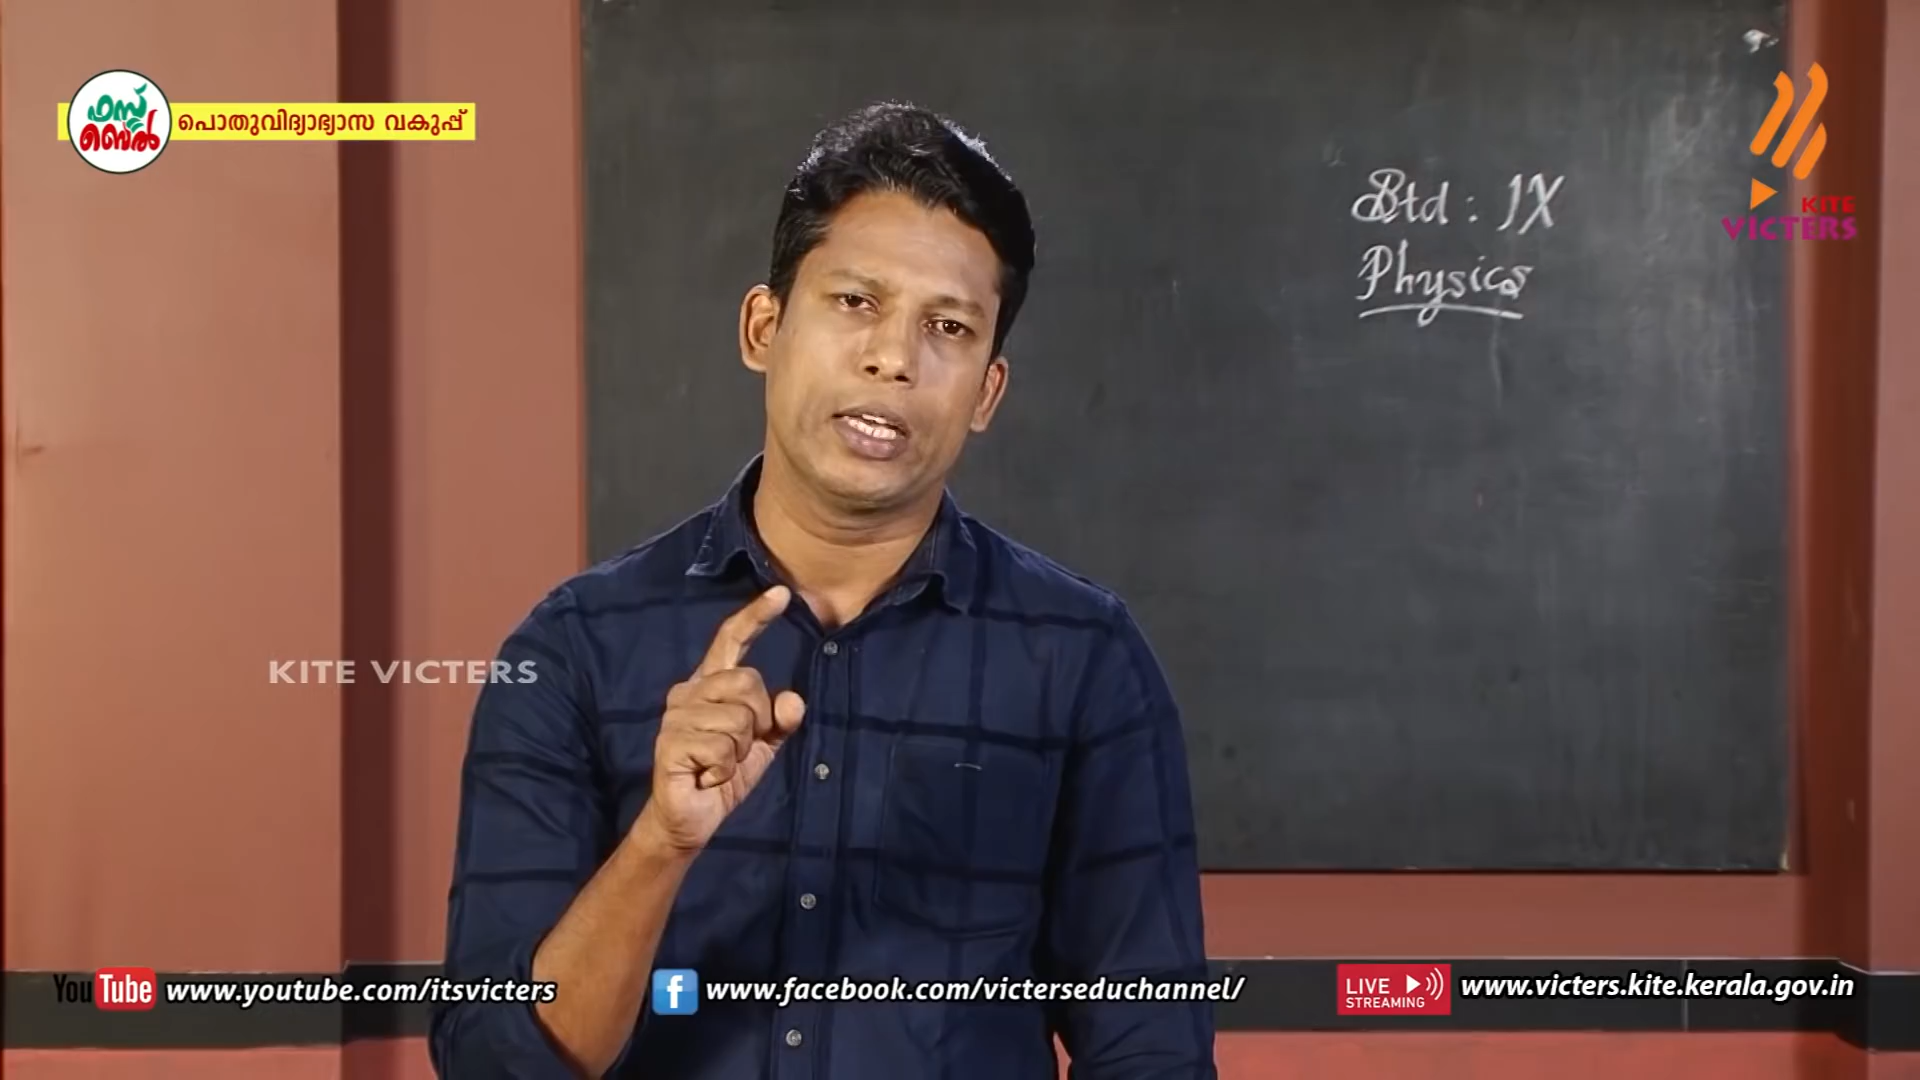 ഫസ്റ്റ്
ബെൽ
പൊതുവിദ്യാഭ്യാസ വകുപ്പ്
Std : IX
Physics
KITE
VICTERS
KITE VICTERS
YouTube www.youtube.com/itsvicters
f www.facebook.com/victerseduchannel/
LIVE STREAMING www.victers.kite.kerala.gov.in